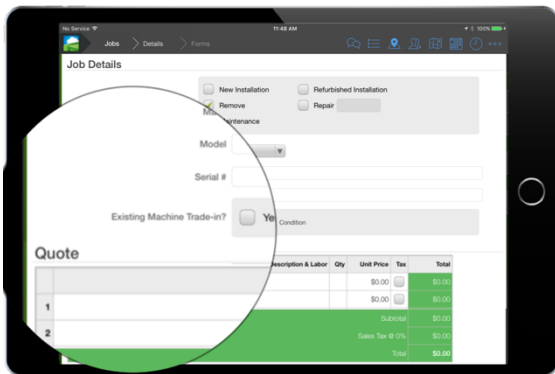 No Service 11:48 AM 100%
Jobs Details Forms
Job Details
New Installation Refurbished Installation
Remove Repair
Maintenance
Model
Serial #
Existing Machine Trade-in? Ye Condition
Quote
Description & Labor Qty Unit Price Tax Total
1 $0.00 $0.00
2 $0.00 $0.00
Subtotal $0.00
Sales Tax @ 0% $0.00
Total $0.00